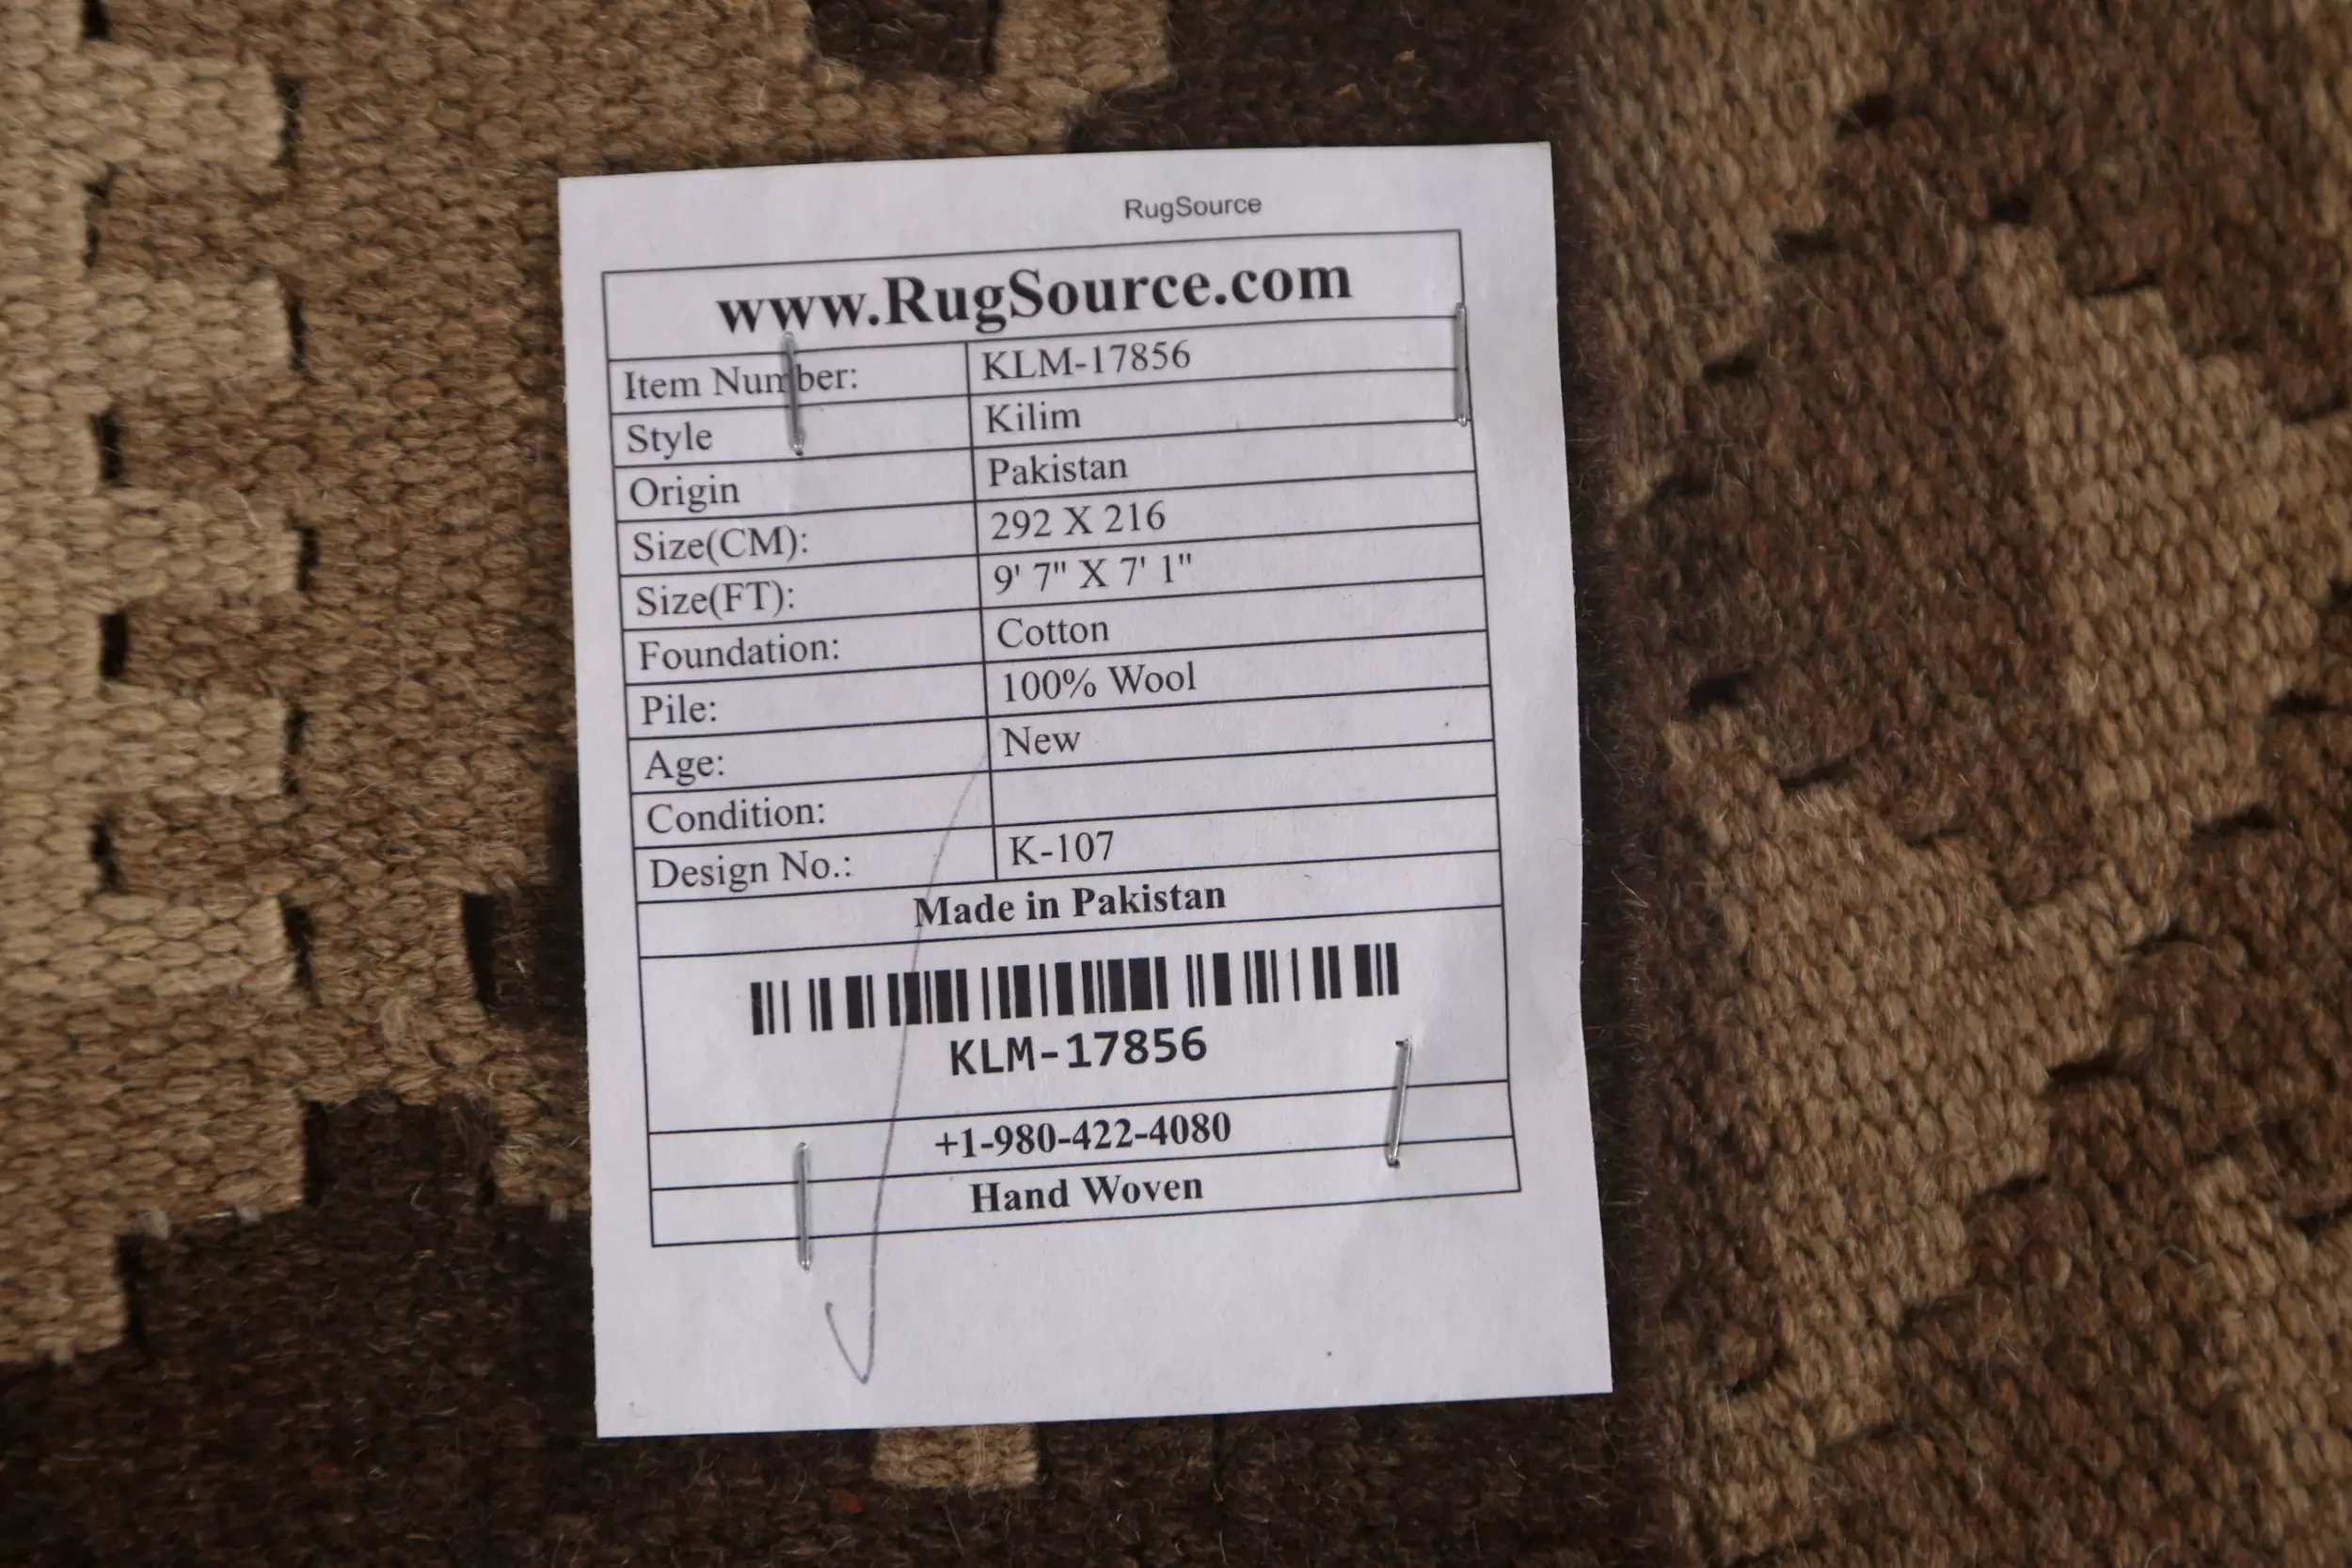 RugSource
www.RugSource.com
Item Number: KLM-17856
Style Kilim
Origin Pakistan
Size(CM): 292 X 216
Size(FT): 9' 7" X 7' 1"
Foundation: Cotton
Pile: 100% Wool
Age: New
Condition:
Design No.: K-107
Made in Pakistan
KLM-17856
+1-980-422-4080
Hand Woven